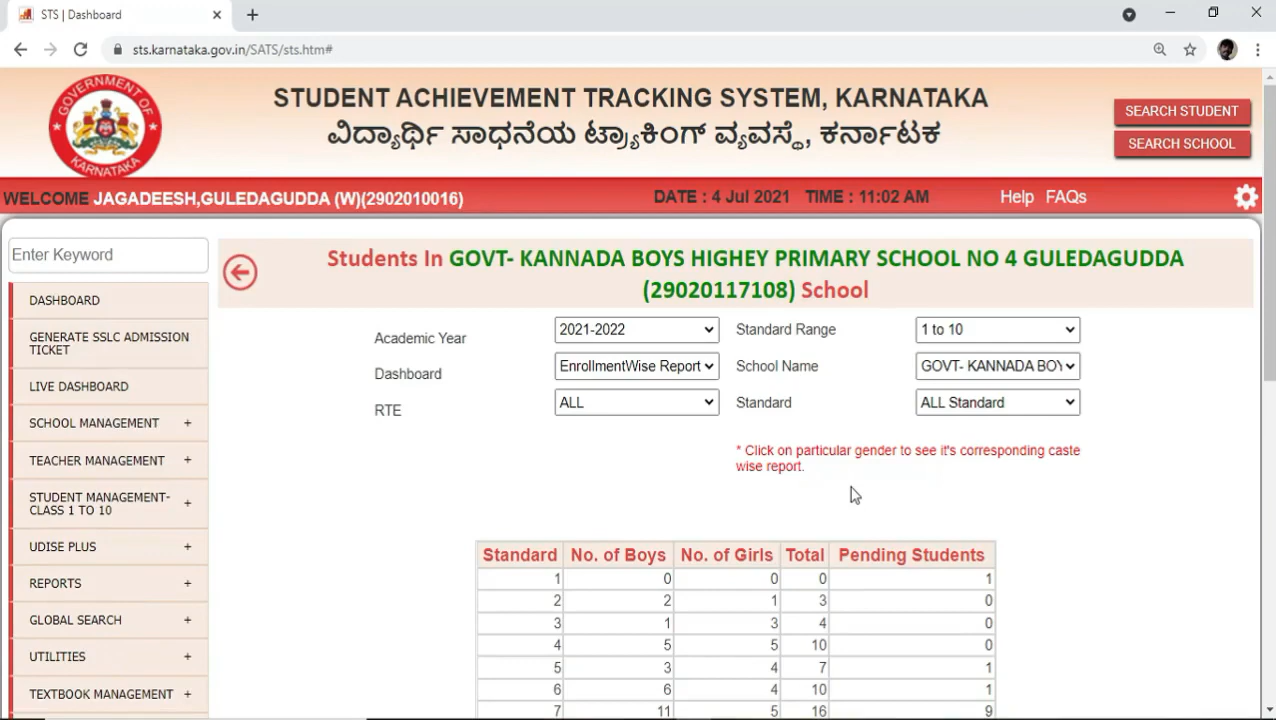 STS | Dashboard
sts.karnataka.gov.in/SATS/sts.htm#
GOVERNMENT OF
KARNATAKA
STUDENT ACHIEVEMENT TRACKING SYSTEM, KARNATAKA
ವಿದ್ಯಾರ್ಥಿ ಸಾಧನೆಯ ಟ್ರ್ಯಾಕಿಂಗ್ ವ್ಯವಸ್ಥೆ, ಕರ್ನಾಟಕ
SEARCH STUDENT
SEARCH SCHOOL
WELCOME JAGADEESH,GULEDAGUDDA (W)(2902010016) DATE : 4 Jul 2021 TIME : 11:02 AM Help FAQs
Enter Keyword
DASHBOARD
GENERATE SSLC ADMISSION
TICKET
LIVE DASHBOARD
SCHOOL MANAGEMENT +
TEACHER MANAGEMENT +
STUDENT MANAGEMENT-
CLASS 1 TO 10 +
UDISE PLUS +
REPORTS +
GLOBAL SEARCH +
UTILITIES +
TEXTBOOK MANAGEMENT +
Students In GOVT- KANNADA BOYS HIGHEY PRIMARY SCHOOL NO 4 GULEDAGUDDA
(29020117108) School
Academic Year 2021-2022 Standard Range 1 to 10
Dashboard EnrollmentWise Report School Name GOVT- KANNADA BOY
RTE ALL Standard ALL Standard
* Click on particular gender to see it's corresponding caste
wise report.
Standard No. of Boys No. of Girls Total Pending Students
1 0 0 0 1
2 2 1 3 0
3 1 3 4 0
4 5 5 10 0
5 3 4 7 1
6 6 4 10 1
7 11 5 16 9